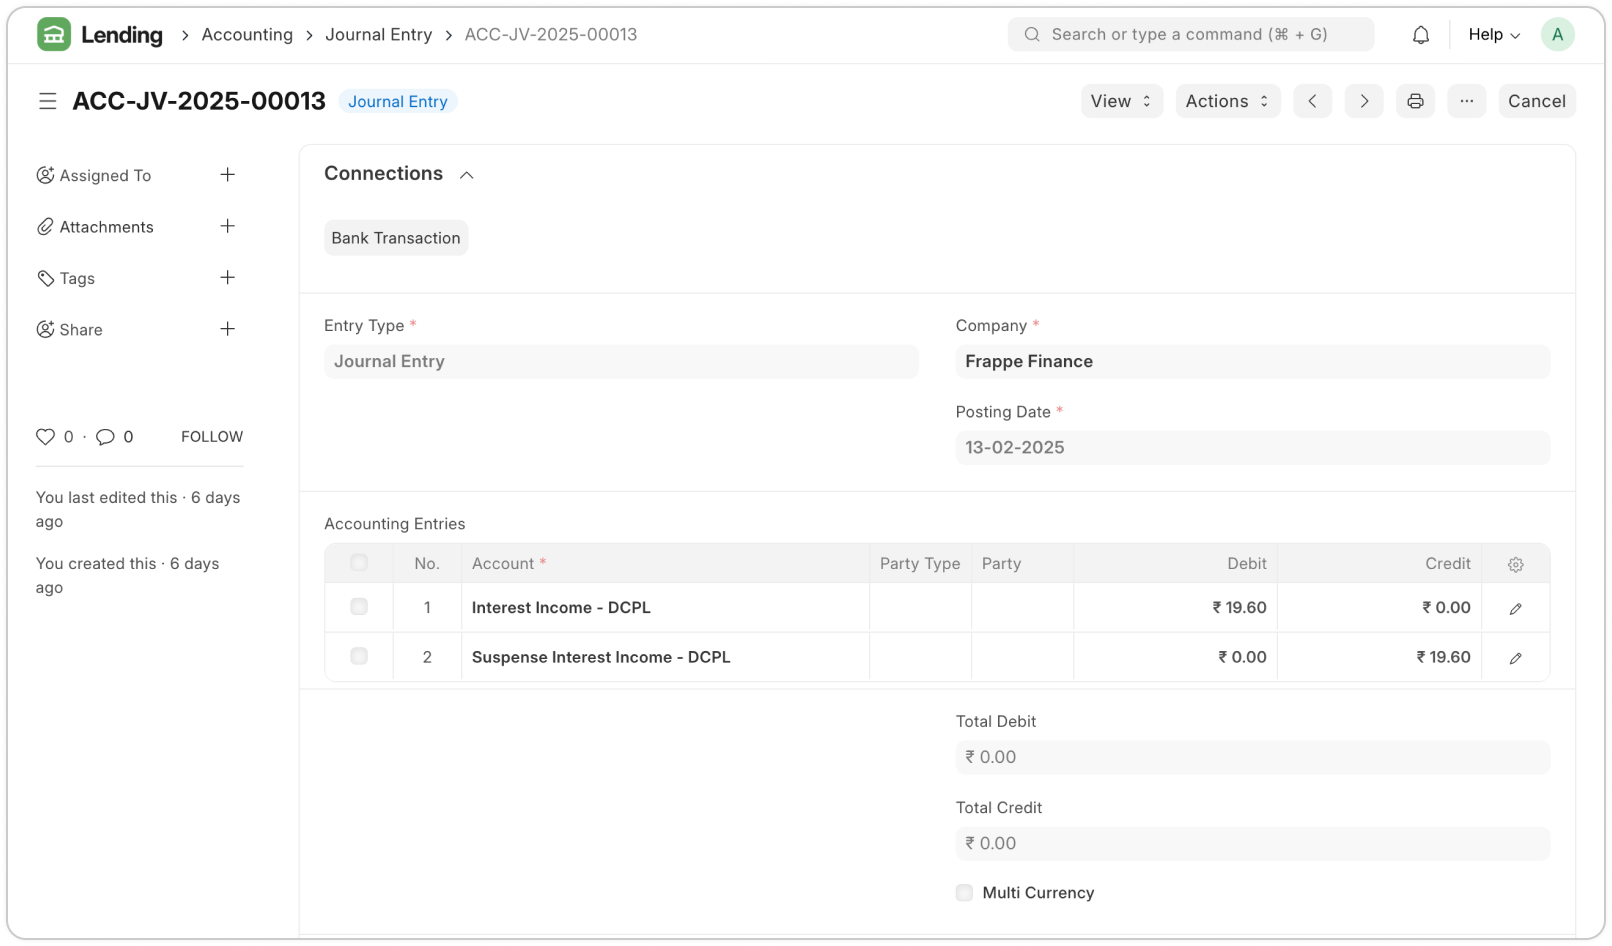 Lending > Accounting > Journal Entry > ACC-JV-2025-00013
Search or type a command (⌘ + G)
Help
A
ACC-JV-2025-00013
Journal Entry
View
Actions
···
Cancel
Assigned To +
Attachments +
Tags +
Share +
0 · 0 FOLLOW
You last edited this · 6 days
ago
You created this · 6 days
ago
Connections
Bank Transaction
Entry Type *
Journal Entry
Company *
Frappe Finance
Posting Date *
13-02-2025
Accounting Entries
No. Account * Party Type Party Debit Credit
1 Interest Income - DCPL ₹ 19.60 ₹ 0.00
2 Suspense Interest Income - DCPL ₹ 0.00 ₹ 19.60
Total Debit
₹ 0.00
Total Credit
₹ 0.00
Multi Currency